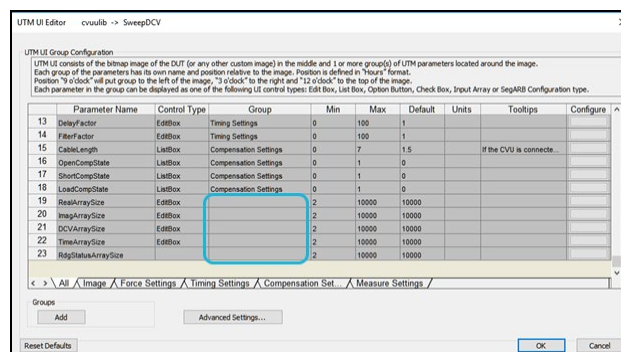 UTM UI Editor cvuulib -> SweepDCV
UTM UI Group Configuration
UTM UI consists of the bitmap image of the DUT (or any other custom image) in the middle and 1 or more group(s) of UTM parameters located around the image.
Each group of the parameters has its own name and position relative to the image. Position is defined in "Hours" format.
Position "9 o'clock" will put group to the left of the image, "3 o'clock" to the right and "12 o'clock" to the top of the image.
Each parameter in the group can be displayed as one of the following UI control types: Edit Box, List Box, Option Button, Check Box, Input Array or SegARB Configuration type.
Parameter Name Control Type Group Min Max Default Units Tooltips Configure
13 DelayFactor EditBox Timing Settings 0 100 1
14 FilterFactor EditBox Timing Settings 0 100 1
15 CableLength ListBox Compensation Settings 0 7 1.5 If the CVU is connecte...
16 OpenCompState ListBox Compensation Settings 0 1 0
17 ShortCompState ListBox Compensation Settings 0 1 0
18 LoadCompState ListBox Compensation Settings 0 1 0
19 RealArraySize EditBox 2 10000 10000
20 ImagArraySize EditBox 2 10000 10000
21 DCVArraySize EditBox 2 10000 10000
22 TimeArraySize EditBox 2 10000 10000
23 RdgStatusArraySize 2 10000 10000
< > \ All / Image / Force Settings / Timing Settings / Compensation Set... / Measure Settings /
Groups
Add Advanced Settings...
Reset Defaults OK Cancel